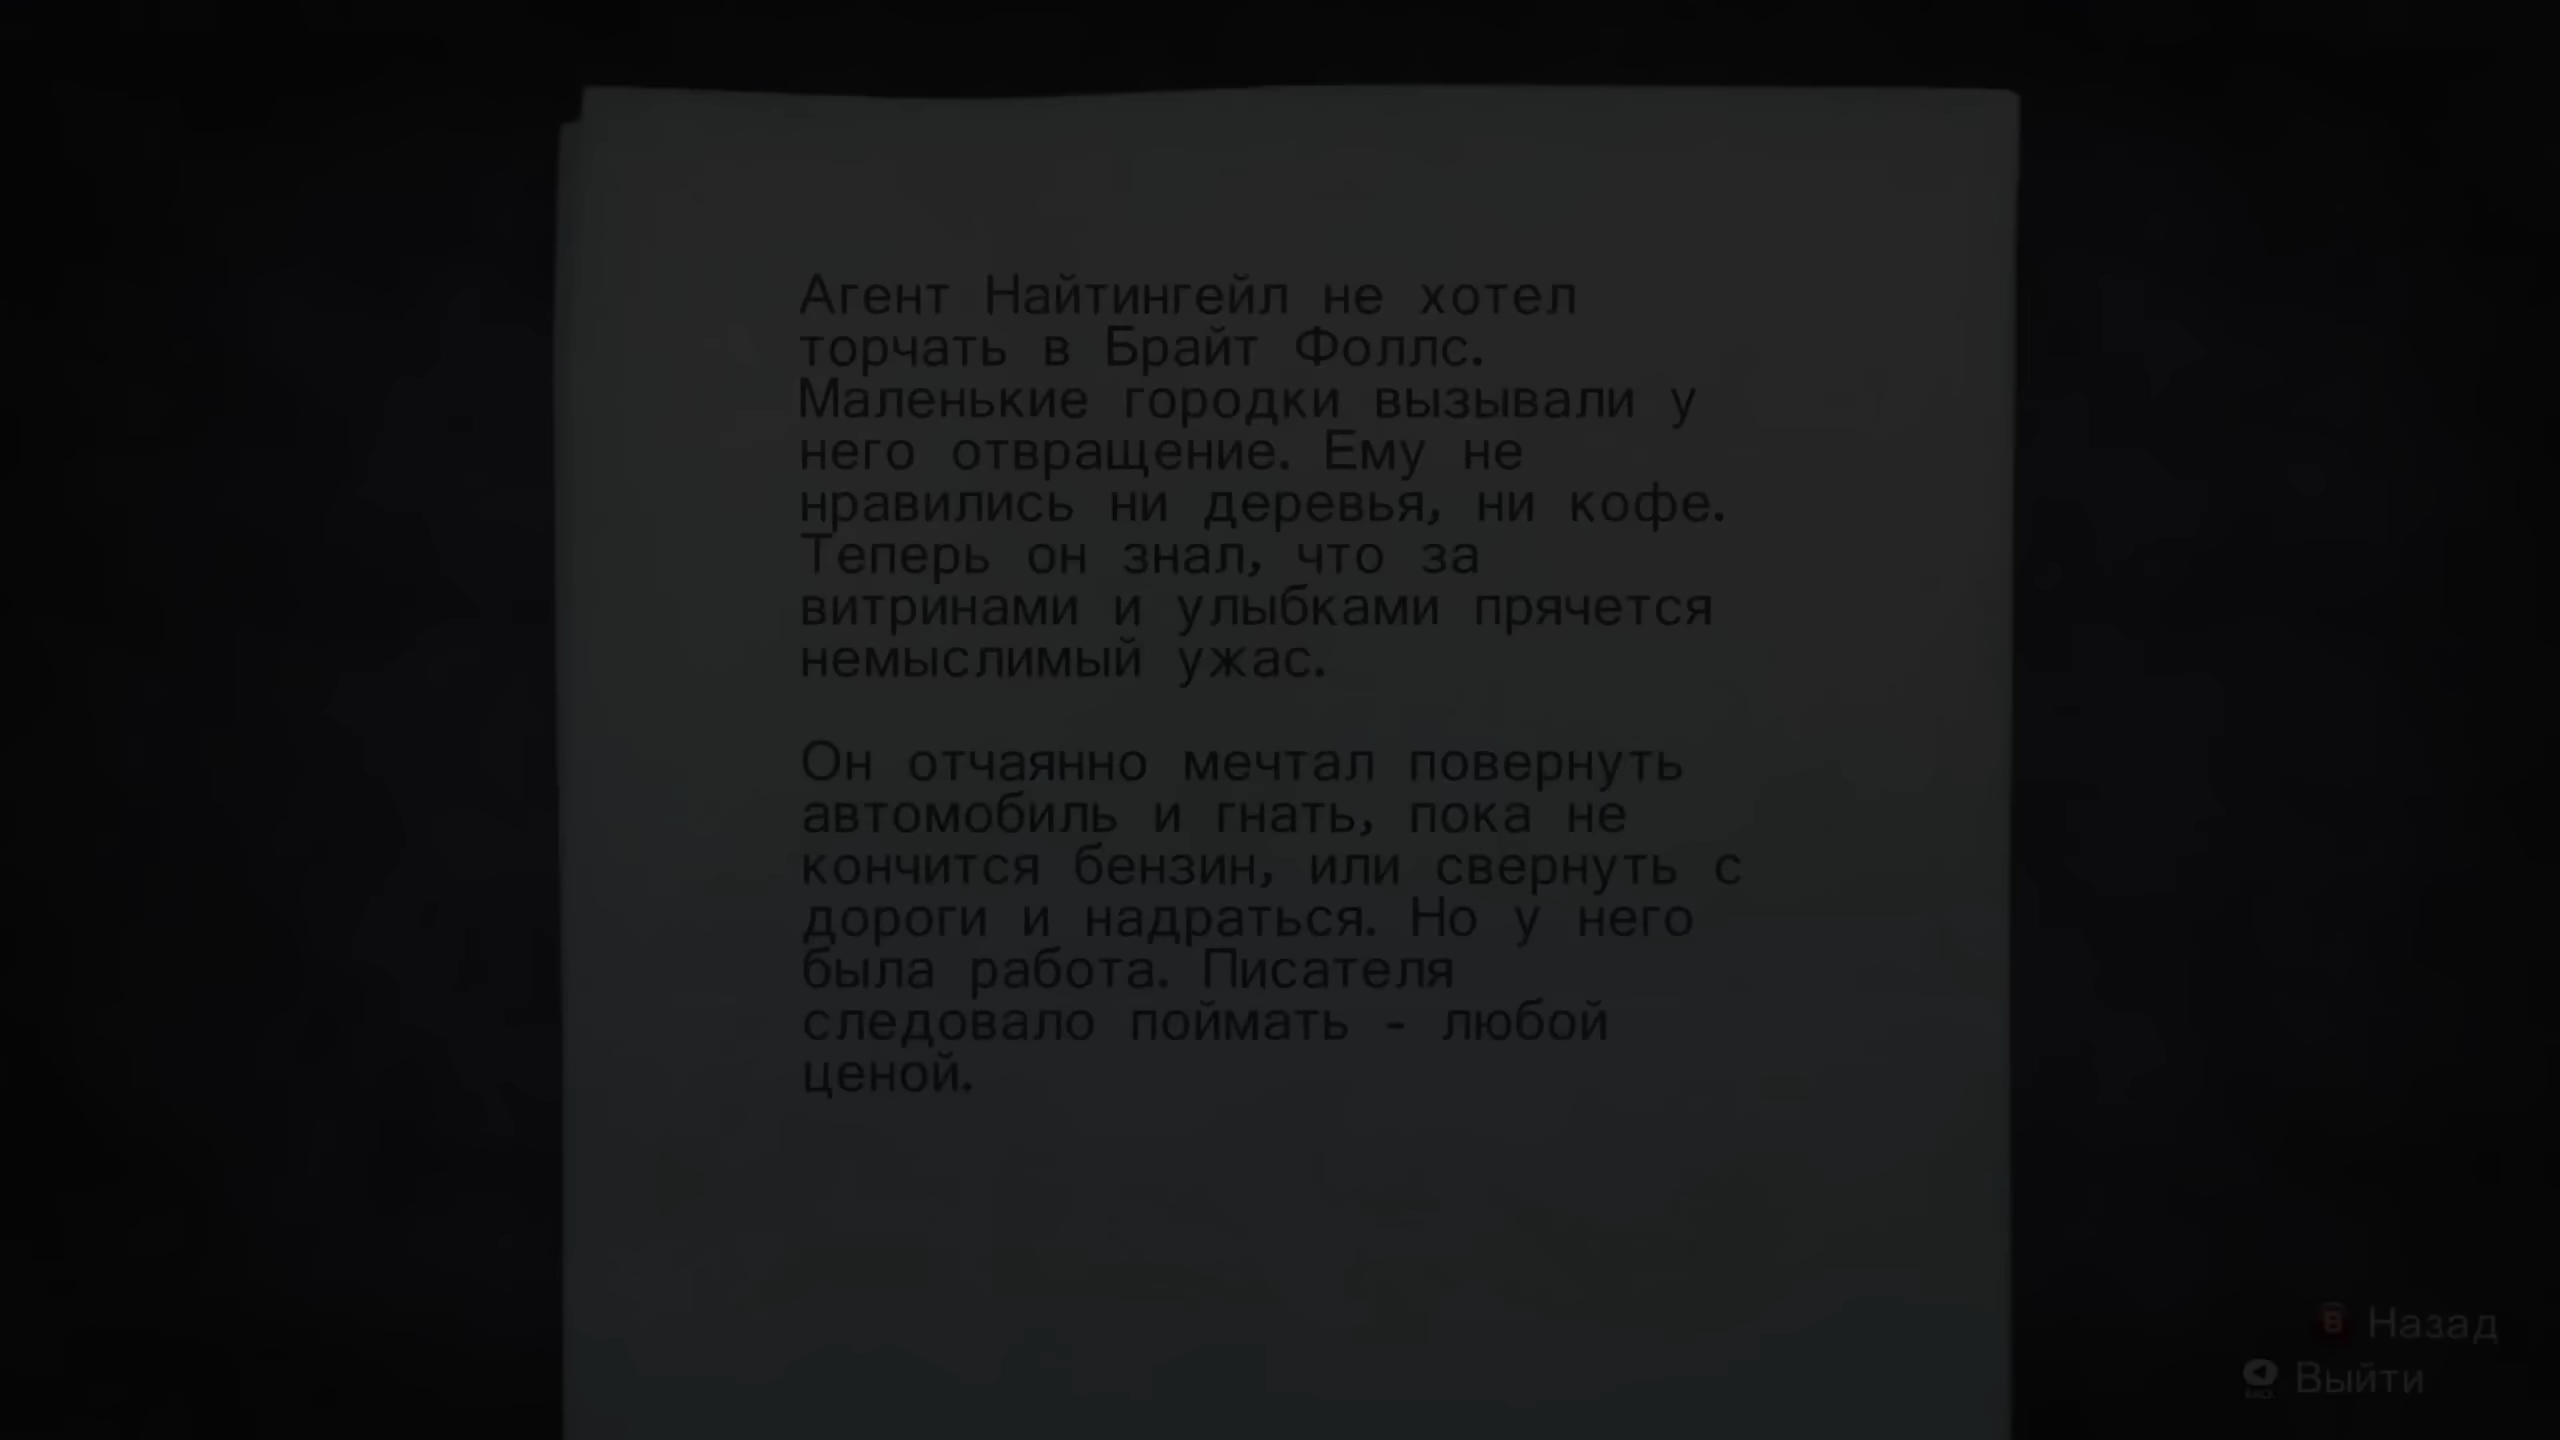 Агент Найтингейл не хотел
торчать в Брайт Фоллс.
Маленькие городки вызывали у
него отвращение. Ему не
нравились ни деревья, ни кофе.
Теперь он знал, что за
витринами и улыбками прячется
немыслимый ужас.
Он отчаянно мечтал повернуть
автомобиль и гнать, пока не
кончится бензин, или свернуть с
дороги и надраться. Но у него
была работа. Писателя
следовало поймать - любой
ценой.
B Назад
BACK Выйти